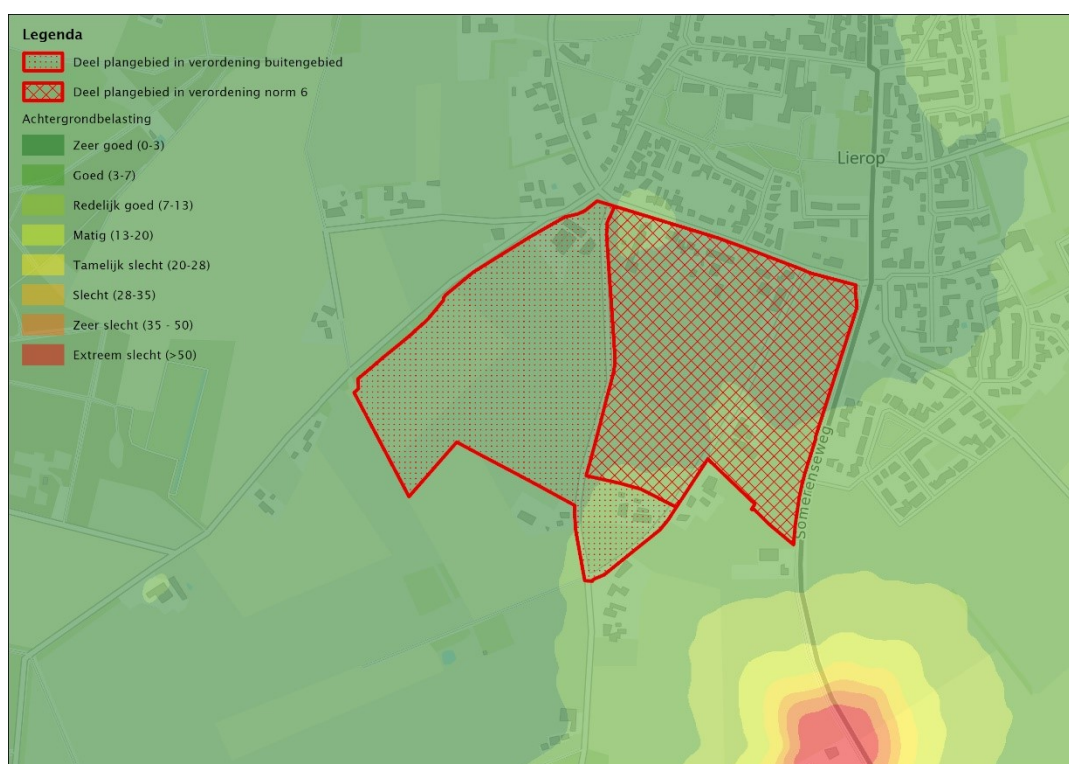 Legenda
Deel plangebied in verordening buitengebied
Deel plangebied in verordening norm 6
Achtergrondbelasting
Zeer goed (0-3)
Goed (3-7)
Redelijk goed (7-13)
Matig (13-20)
Tamelijk slecht (20-28)
Slecht (28-35)
Zeer slecht (35 - 50)
Extreem slecht (>50)
Lierop
Somerenseweg